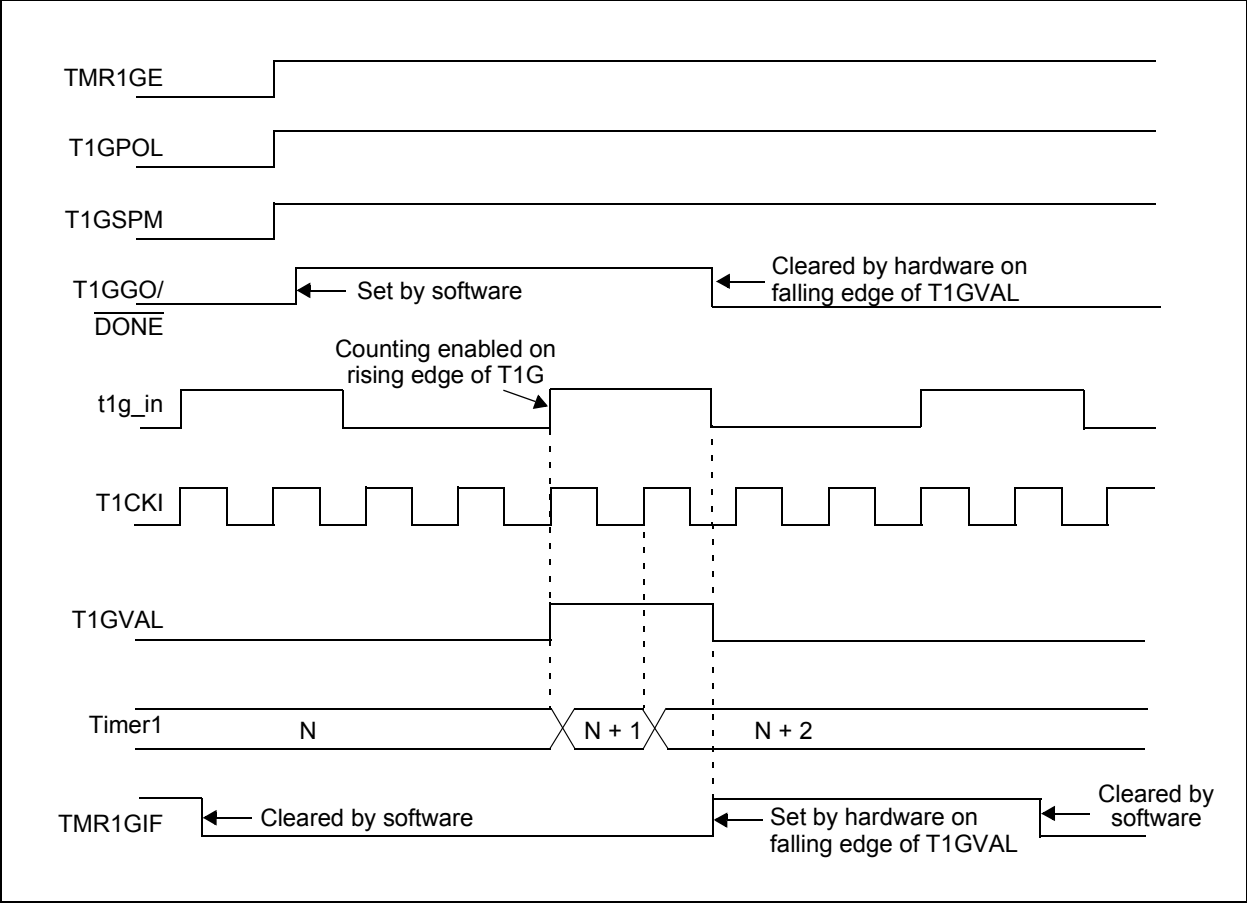 TMR1GE
T1GPOL
T1GSPM
T1GGO/
DONE
Set by software
Cleared by hardware on
falling edge of T1GVAL
Counting enabled on
rising edge of T1G
t1g_in
T1CKI
T1GVAL
Timer1
N
N + 1
N + 2
TMR1GIF
Cleared by software
Set by hardware on
falling edge of T1GVAL
Cleared by
software